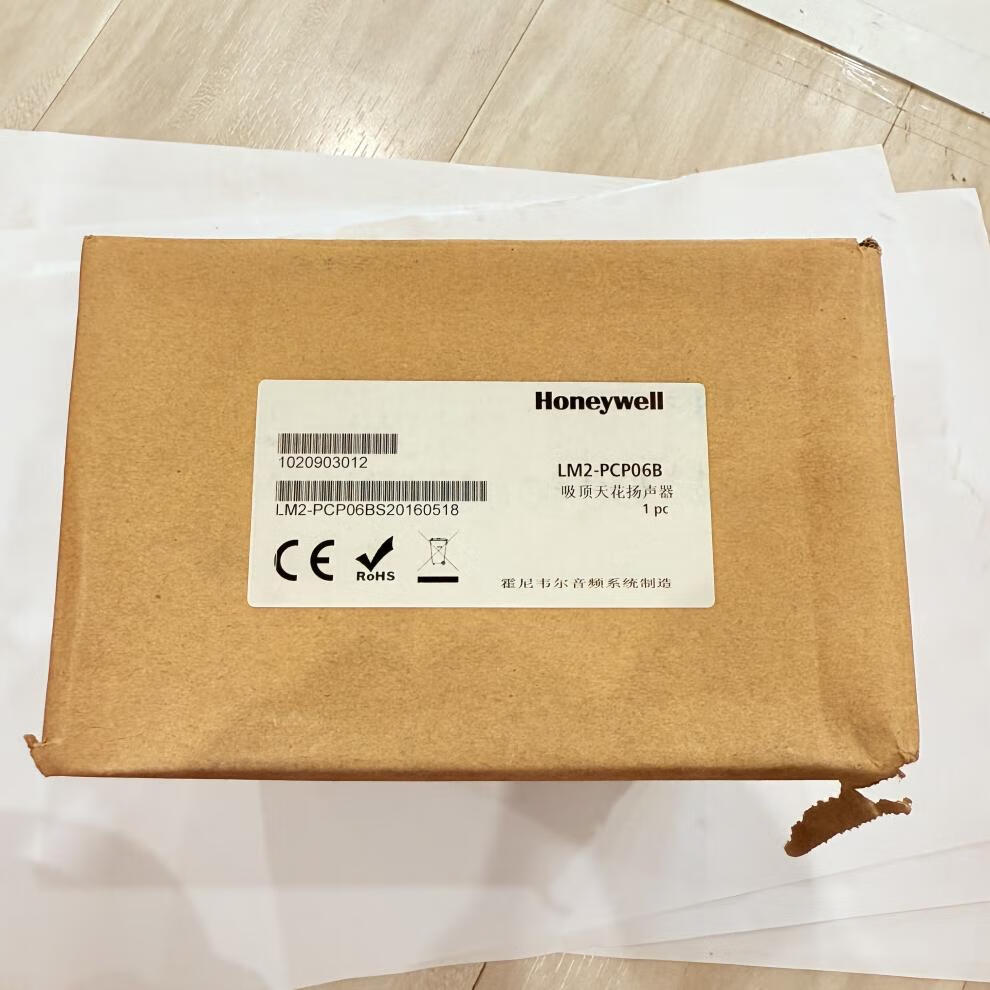 Honeywell
1020903012
LM2-PCP06B
吸顶天花扬声器
LM2-PCP06BS20160518
1 pc
CE
RoHS
霍尼韦尔音频系统制造